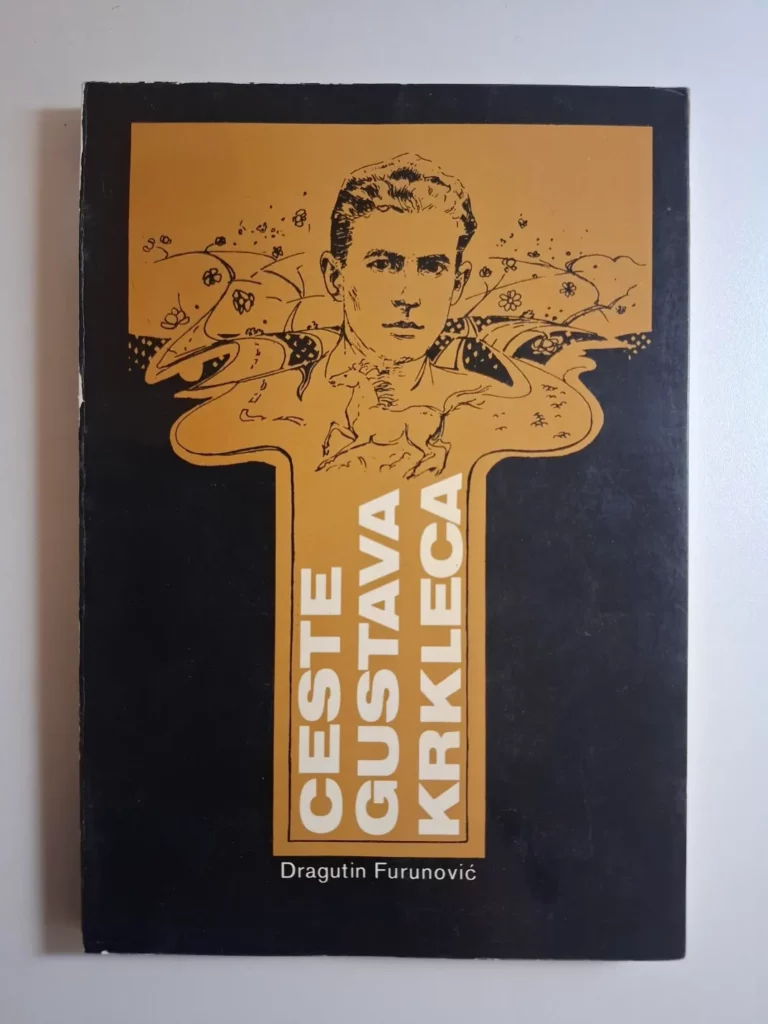 CESTE
GUSTAVA
KRKLECA
Dragutin Furunović